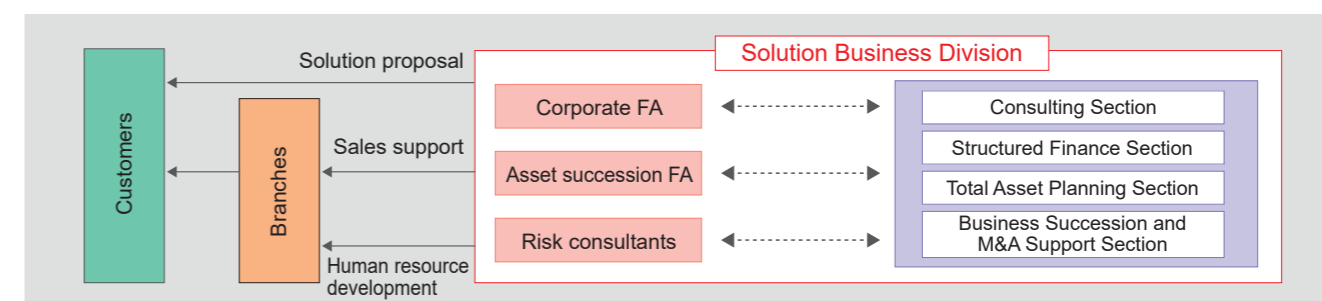 Solution Business Division
Customers
Branches
Solution proposal
Sales support
Human resource
development
Corporate FA
Asset succession FA
Risk consultants
Consulting Section
Structured Finance Section
Total Asset Planning Section
Business Succession and
M&A Support Section